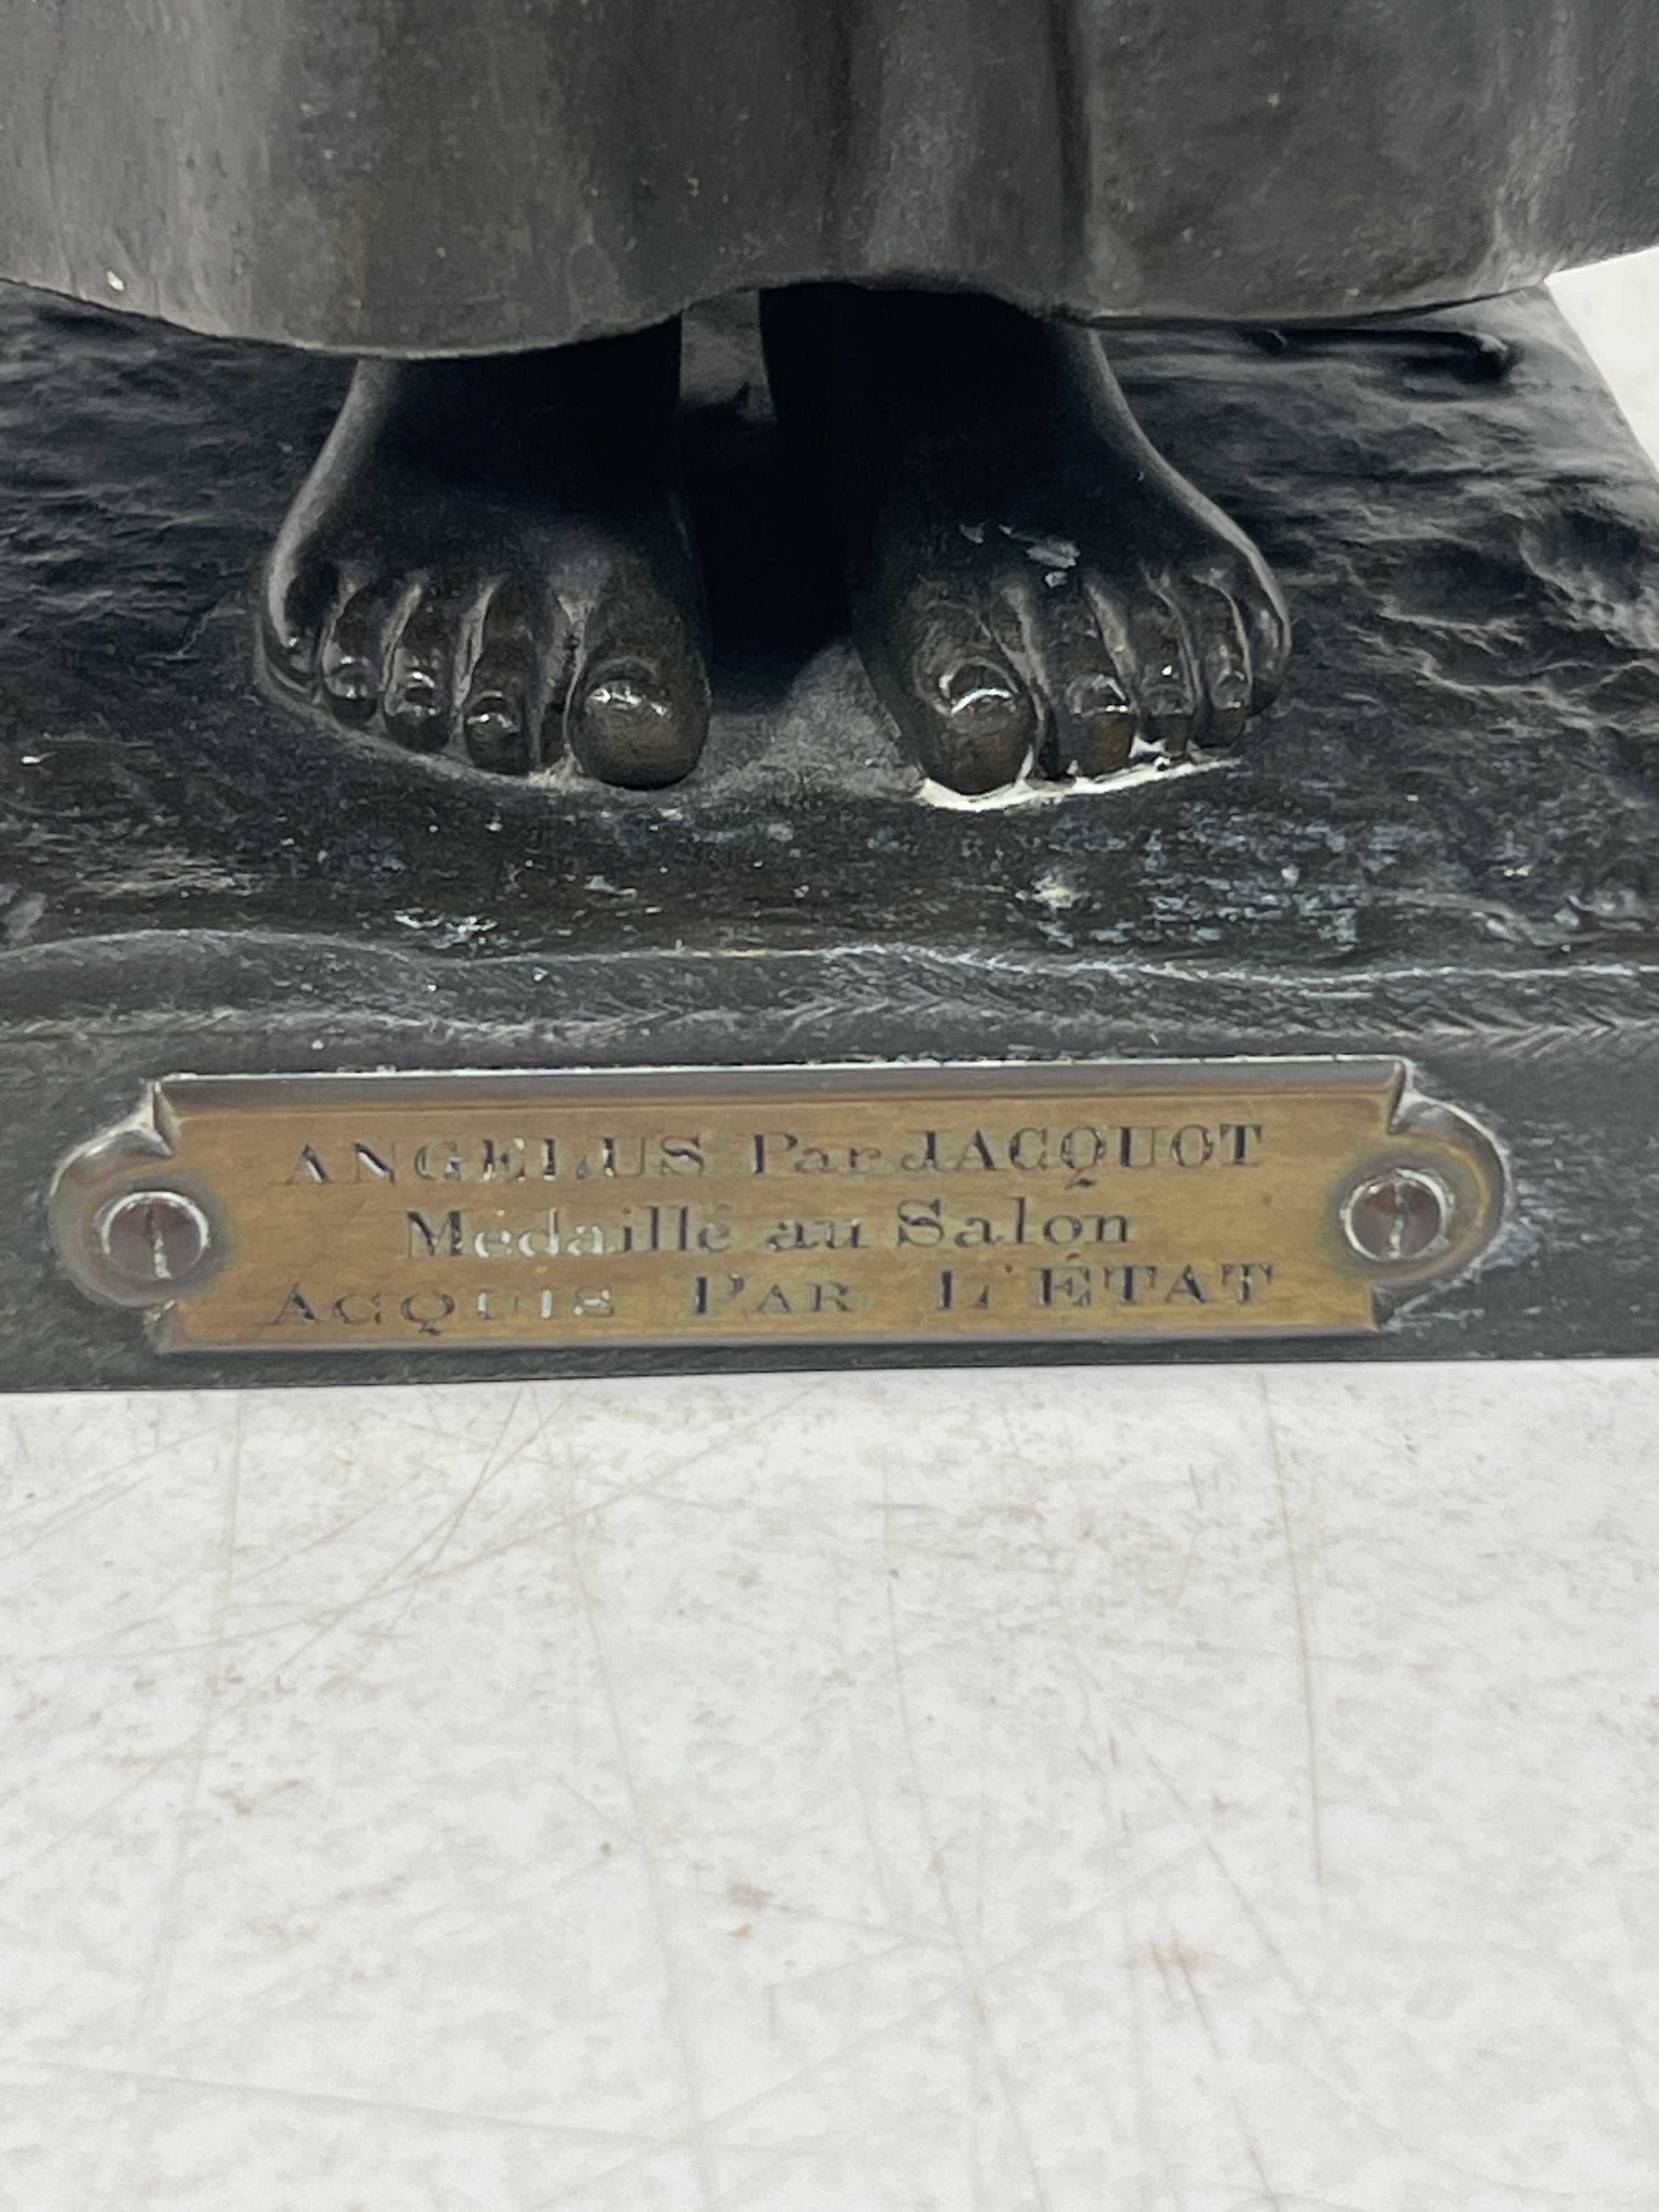 ANGELUS Par JACQUOT
Médaillé au Salon
ACQUIS PAR L'ÉTAT